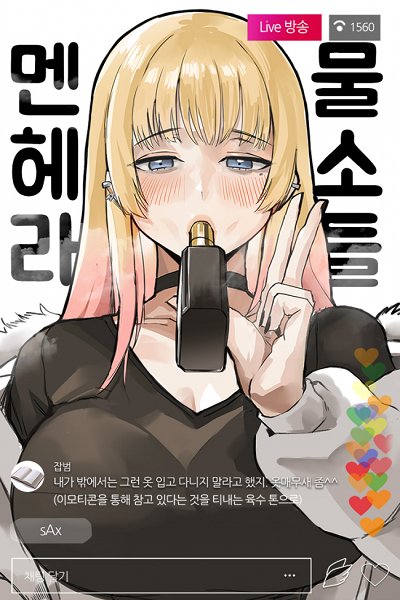 Live 방송
1560
멘헤라
물소들
잡범
내가 밖에서는 그런 옷 입고 다니지 말라고 했지. 옷매무새 좀^^
(이모티콘을 통해 참고 있다는 것을 티내는 육수 톤으로)
sAx
채팅 달기
...